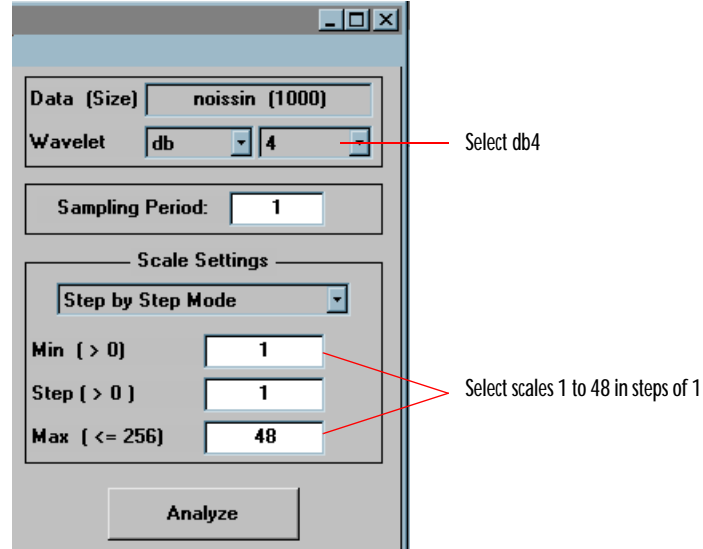 Data (Size) noissin (1000)
Wavelet db 4
Select db4
Sampling Period: 1
Scale Settings
Step by Step Mode
Min ( > 0) 1
Step ( > 0 ) 1
Select scales 1 to 48 in steps of 1
Max ( <= 256) 48
Analyze